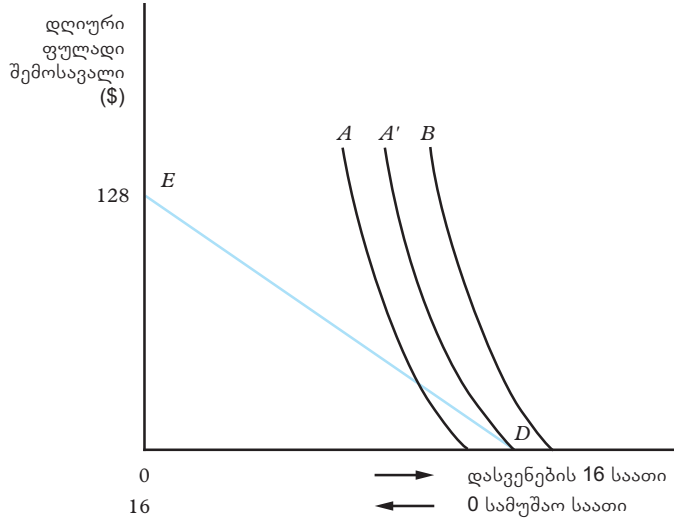 დღიური
ფულადი
შემოსავალი
($)
A A' B
E
128
D
0 დასვენების 16 საათი
16 0 სამუშაო საათი